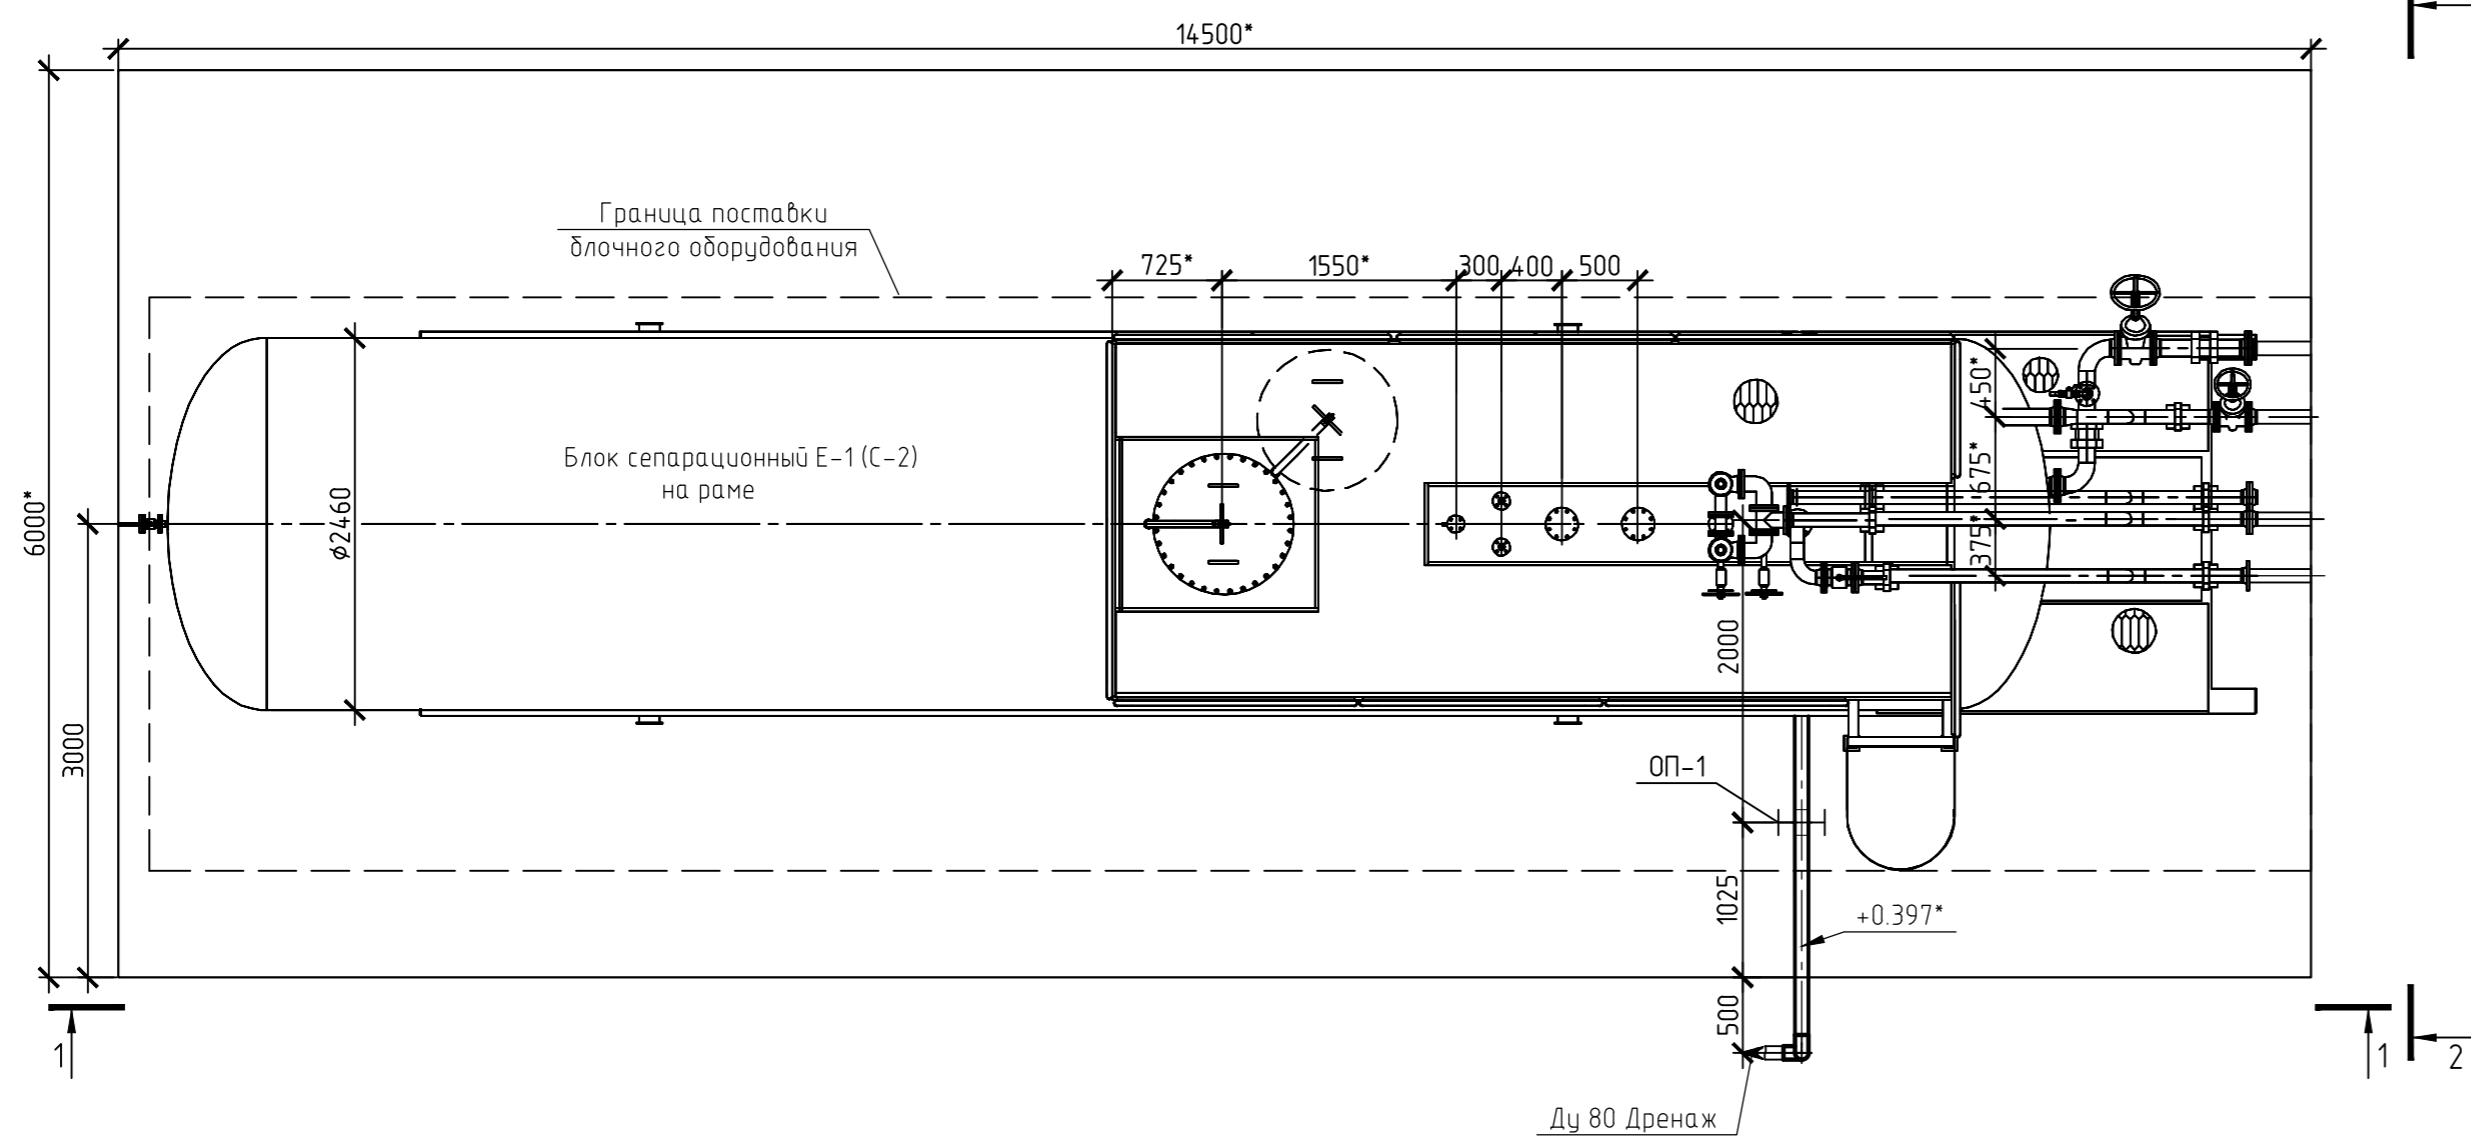 14500*
Граница поставки
блочного оборудования
725*
1550*
300
400
500
Блок сепарационный Е-1 (С-2)
на раме
6000*
3000
ø2460
450*
675*
375*
2000
ОП-1
1025
+0.397*
500
1
1
2
Ду 80 Дренаж